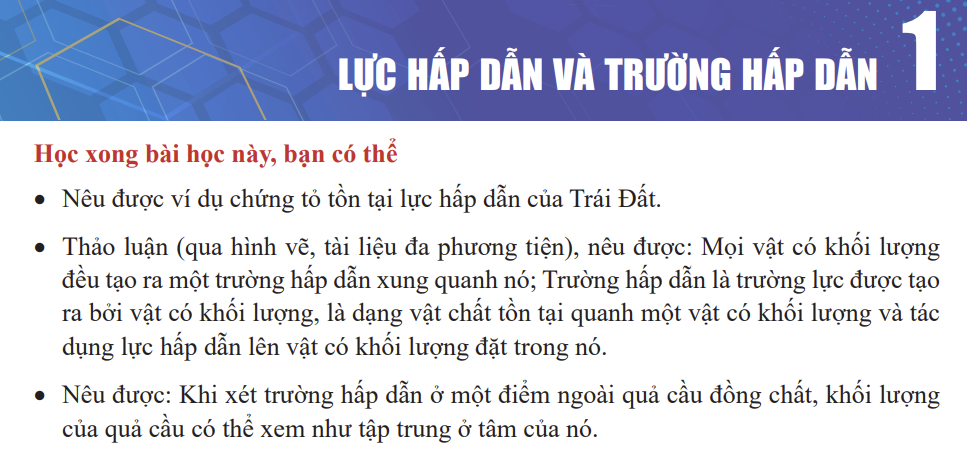 LỰC HẤP DẪN VÀ TRƯỜNG HẤP DẪN 1
Học xong bài học này, bạn có thể
• Nêu được ví dụ chứng tỏ tồn tại lực hấp dẫn của Trái Đất.
• Thảo luận (qua hình vẽ, tài liệu đa phương tiện), nêu được: Mọi vật có khối lượng
đều tạo ra một trường hấp dẫn xung quanh nó; Trường hấp dẫn là trường lực được tạo
ra bởi vật có khối lượng, là dạng vật chất tồn tại quanh một vật có khối lượng và tác
dụng lực hấp dẫn lên vật có khối lượng đặt trong nó.
• Nêu được: Khi xét trường hấp dẫn ở một điểm ngoài quả cầu đồng chất, khối lượng
của quả cầu có thể xem như tập trung ở tâm của nó.